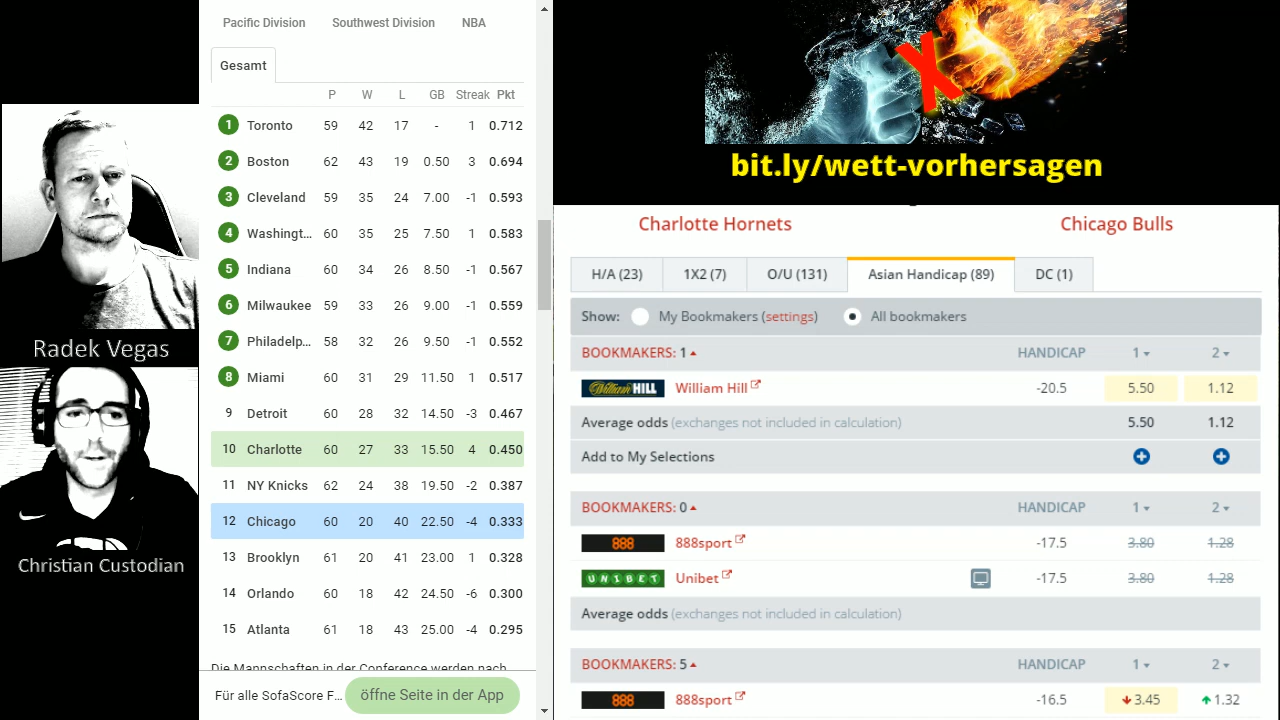 Radek Vegas
Christian Custodian
Pacific Division Southwest Division NBA
Gesamt
P W L GB Streak Pkt
1 Toronto 59 42 17 - 1 0.712
2 Boston 62 43 19 0.50 3 0.694
3 Cleveland 59 35 24 7.00 -1 0.593
4 Washingt... 60 35 25 7.50 1 0.583
5 Indiana 60 34 26 8.50 -1 0.567
6 Milwaukee 59 33 26 9.00 -1 0.559
7 Philadelp... 58 32 26 9.50 -1 0.552
8 Miami 60 31 29 11.50 1 0.517
9 Detroit 60 28 32 14.50 -3 0.467
10 Charlotte 60 27 33 15.50 4 0.450
11 NY Knicks 62 24 38 19.50 -2 0.387
12 Chicago 60 20 40 22.50 -4 0.333
13 Brooklyn 61 20 41 23.00 1 0.328
14 Orlando 60 18 42 24.50 -6 0.300
15 Atlanta 61 18 43 25.00 -4 0.295
Die Mannschaften in der Conference werden nach
Für alle SofaScore F... öffne Seite in der App
X
bit.ly/wett-vorhersagen
Charlotte Hornets Chicago Bulls
H/A (23) 1X2 (7) O/U (131) Asian Handicap (89) DC (1)
Show: My Bookmakers (settings) All bookmakers
BOOKMAKERS: 1 HANDICAP 1 2
William HILL William Hill -20.5 5.50 1.12
Average odds (exchanges not included in calculation) 5.50 1.12
Add to My Selections
BOOKMAKERS: 0 HANDICAP 1 2
888 888sport -17.5 3.80 1.28
UNIBET Unibet -17.5 3.80 1.28
Average odds (exchanges not included in calculation)
BOOKMAKERS: 5 HANDICAP 1 2
888 888sport -16.5 3.45 1.32